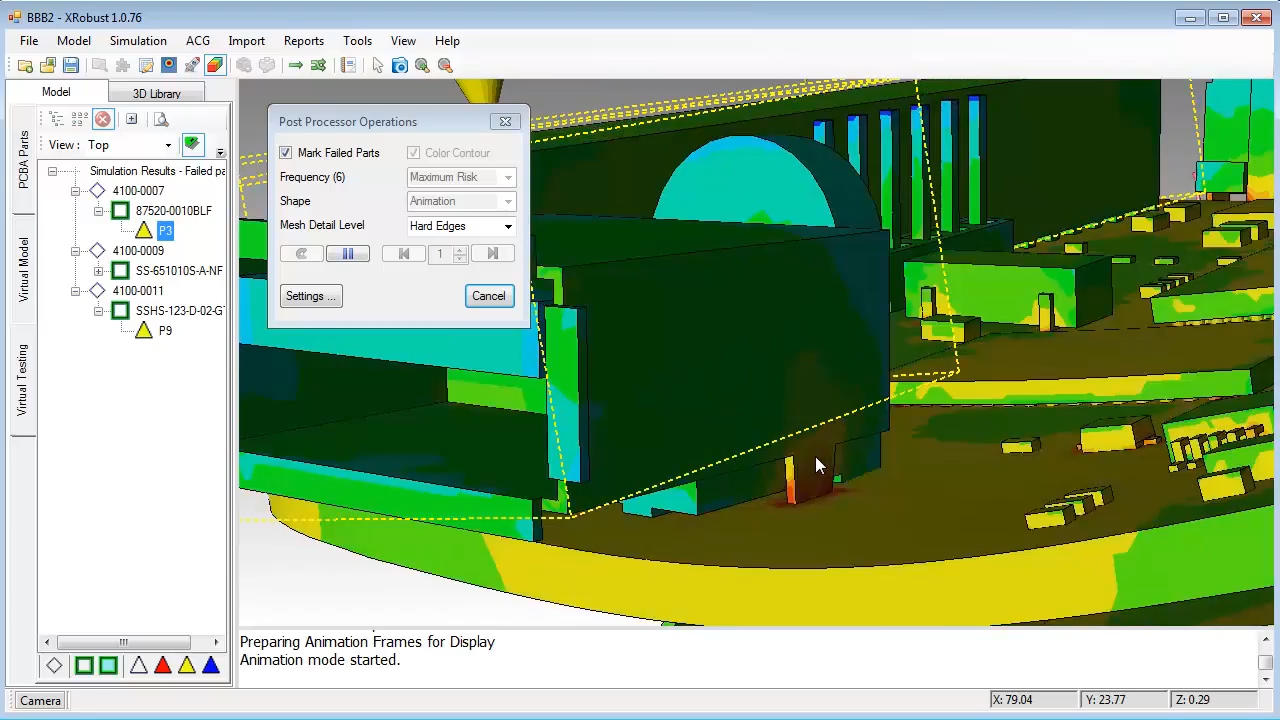 BBB2 - XRobust 1.0.76
File Model Simulation ACG Import Reports Tools View Help
Model 3D Library
PCBA Parts
Virtual Model
Virtual Testing
View : Top
Simulation Results - Failed pa
4100-0007
87520-0010BLF
P3
4100-0009
SS-651010S-A-NF
4100-0011
SSHS-123-D-02-G
P9
Post Processor Operations
Mark Failed Parts Color Contour
Frequency (6) Maximum Risk
Shape Animation
Mesh Detail Level Hard Edges
1
Settings ... Cancel
Preparing Animation Frames for Display
Animation mode started.
Camera X: 79.04 Y: 23.77 Z: 0.29